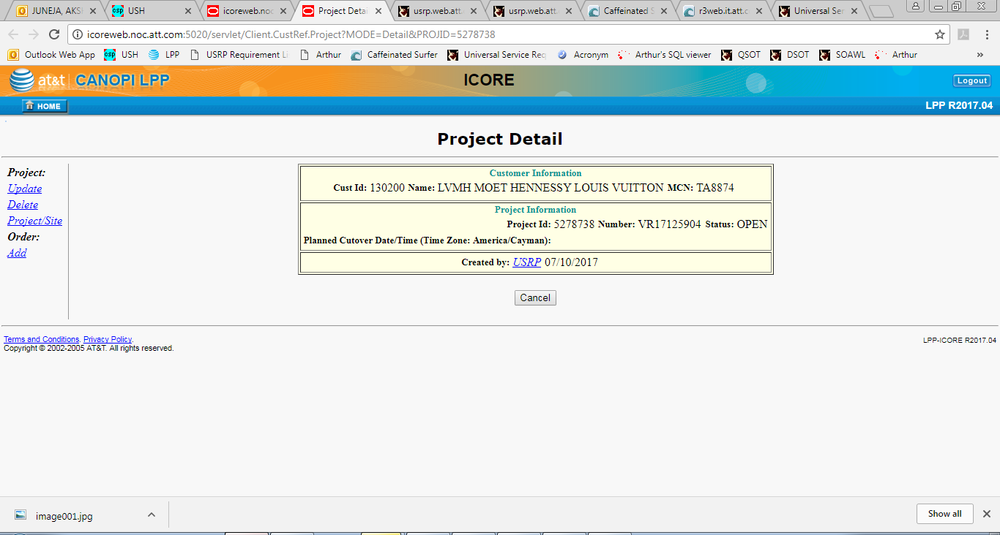 JUNEJA, AKSH
USH
icoreweb.noc
Project Detai
usrp.web.att.
usrp.web.att.
Caffeinated S
r3web.it.att.c
Universal Ser
icoreweb.noc.att.com:5020/servlet/Client.CustRef.Project?MODE=Detail&PROJID=5278738
Outlook Web App csp USH LPP USRP Requirement Li Arthur Caffeinated Surfer Universal Service Req Acronym Arthur's SQL viewer QSOT DSOT SOAWL Arthur »
at&t CANOPI LPP ICORE Logout
HOME LPP R2017.04
Project Detail
Project:
Update
Delete
Project/Site
Order:
Add
Customer Information
Cust Id: 130200 Name: LVMH MOET HENNESSY LOUIS VUITTON MCN: TA8874
Project Information
Project Id: 5278738 Number: VR17125904 Status: OPEN
Planned Cutover Date/Time (Time Zone: America/Cayman):
Created by: USRP 07/10/2017
Cancel
Terms and Conditions. Privacy Policy.
Copyright © 2002-2005 AT&T. All rights reserved.
LPP-ICORE R2017.04
image001.jpg
Show all